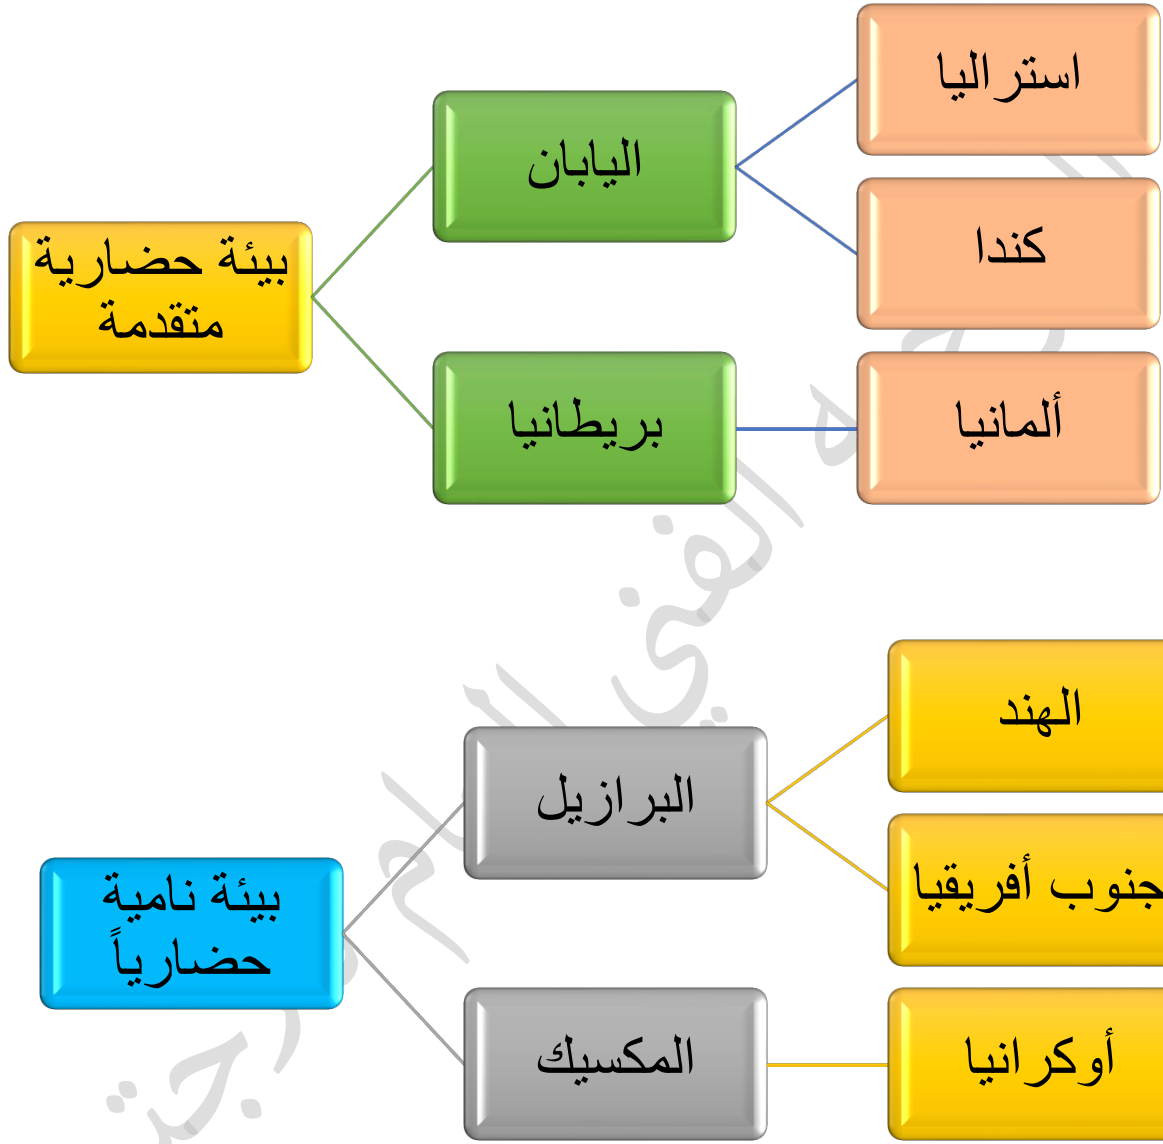 استراليا
اليابان
كندا
بيئة حضارية
متقدمة
ألمانيا
بريطانيا
الهند
البرازيل
جنوب أفريقيا
بيئة نامية
حضارياً
أوكرانيا
المكسيك